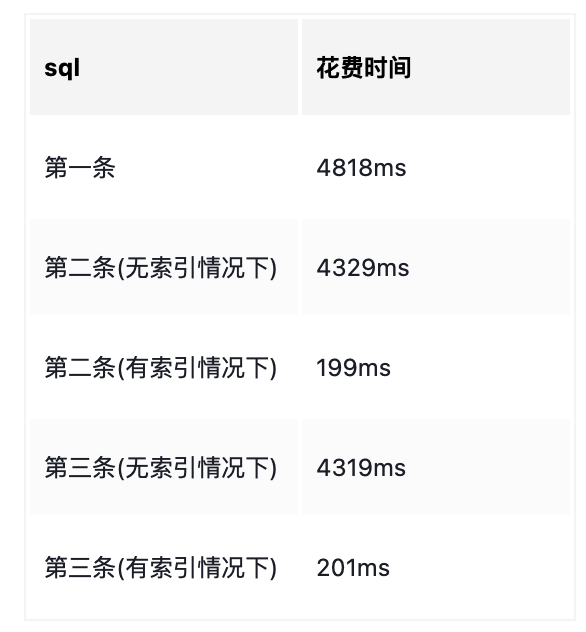 sql 花费时间
第一条 4818ms
第二条(无索引情况下) 4329ms
第二条(有索引情况下) 199ms
第三条(无索引情况下) 4319ms
第三条(有索引情况下) 201ms